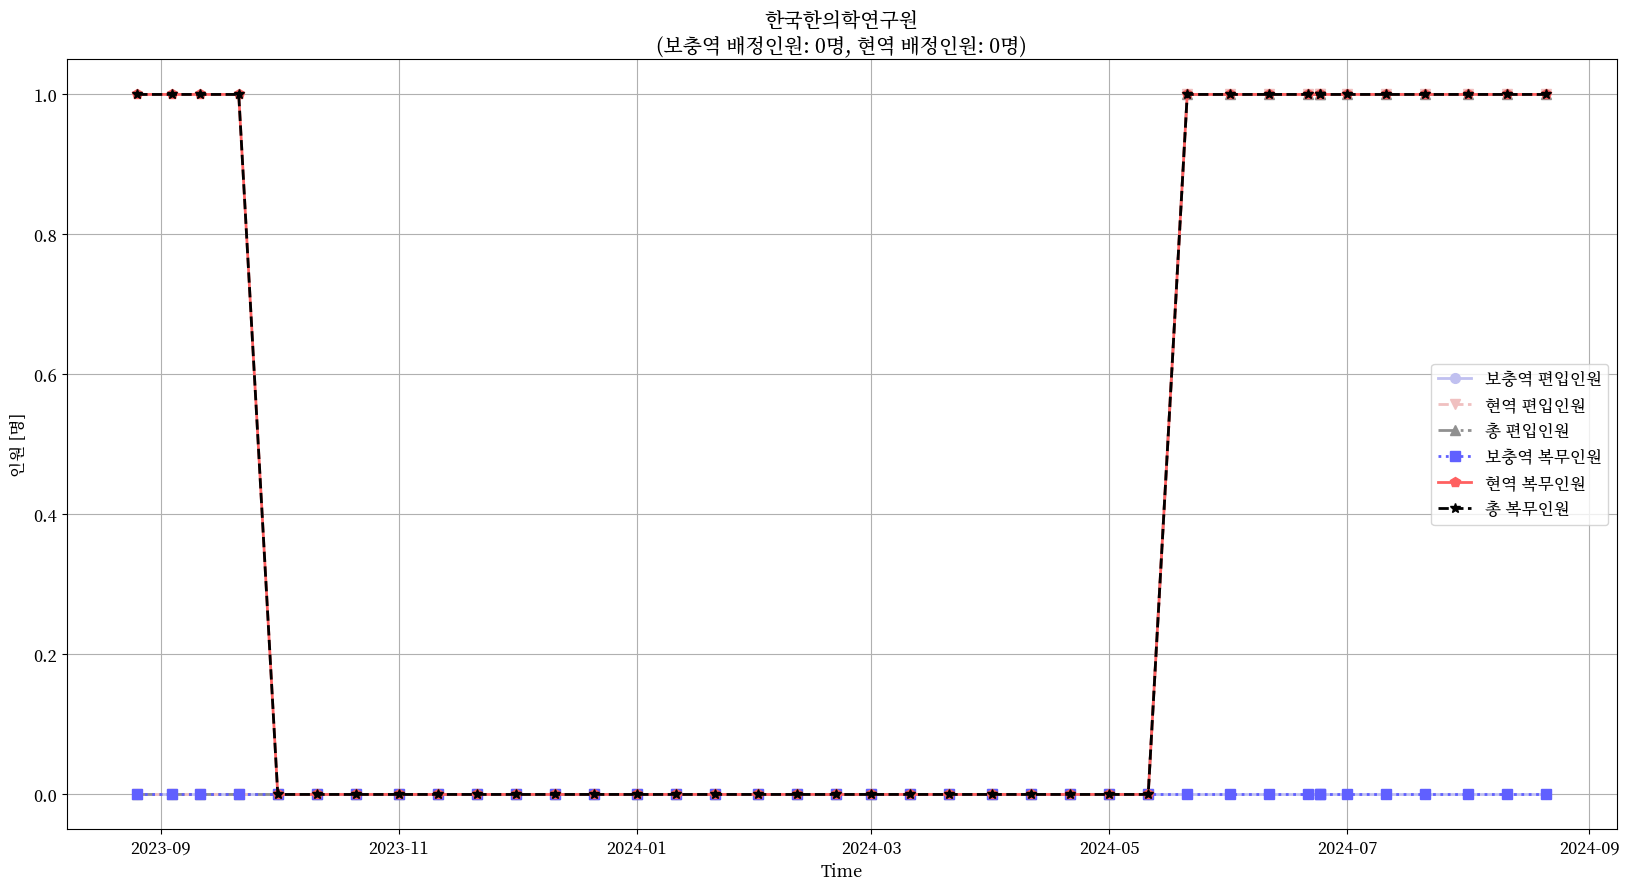 한국한의학연구원
(보충역 배정인원: 0명, 현역 배정인원: 0명)
1.0
0.8
0.6
0.4
0.2
0.0
인원 [명]
보충역 편입인원
현역 편입인원
총 편입인원
보충역 복무인원
현역 복무인원
총 복무인원
2023-09
2023-11
2024-01
2024-03
2024-05
2024-07
2024-09
Time